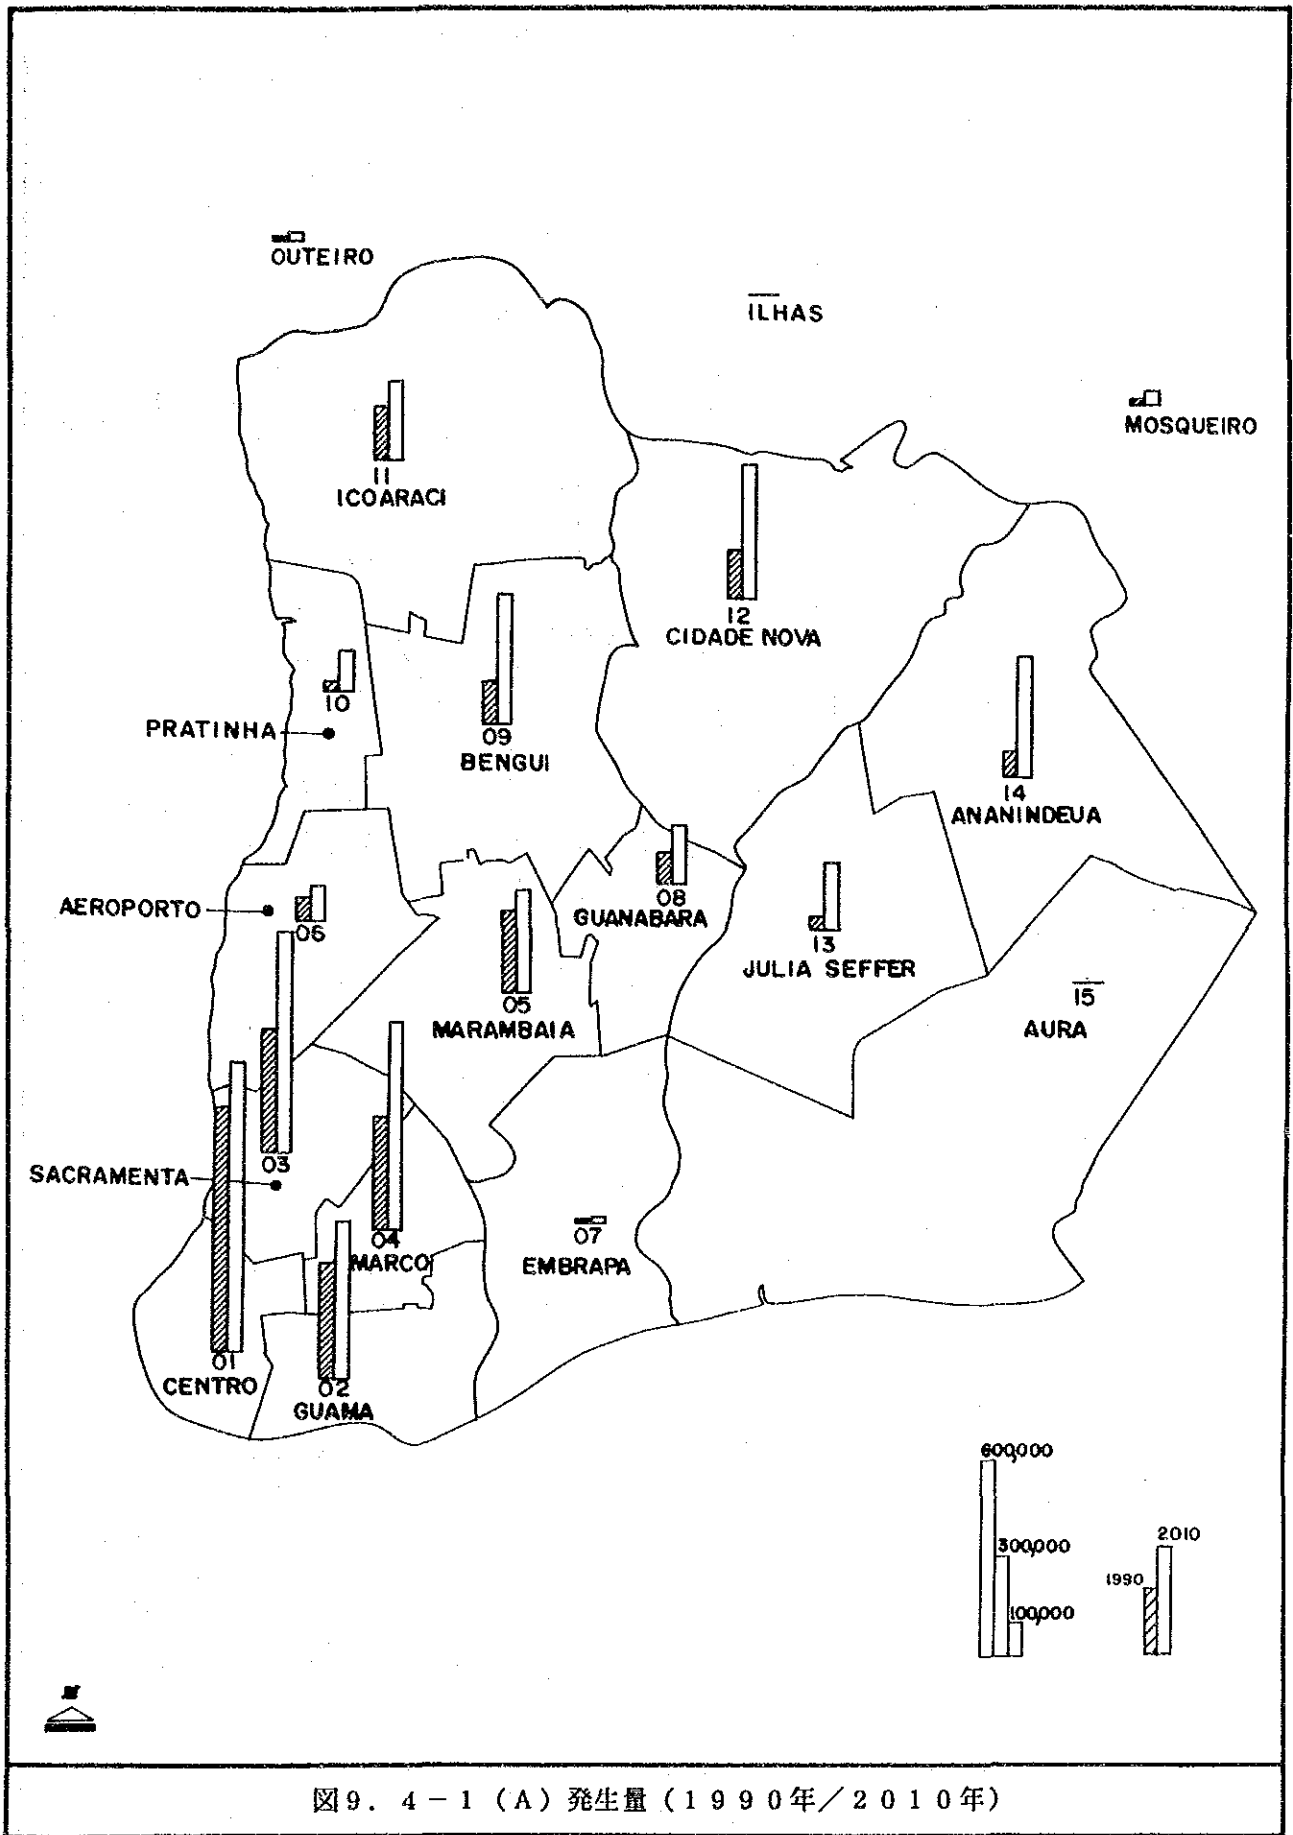 OUTEIRO
ILHAS
MOSQUEIRO
11
ICOARACI
12
CIDADE NOVA
10
PRATINHA
09
BENGUI
14
ANANINDEUA
08
GUANABARA
AEROPORTO
06
13
JULIA SEFFER
05
MARAMBAIA
15
AURA
03
SACRAMENTA
04
MARCO
07
EMBRAPA
01
CENTRO
02
GUAMA
600,000
300,000
100,000
2010
1990
N
図9.4-1(A)発生量(1990年/2010年)